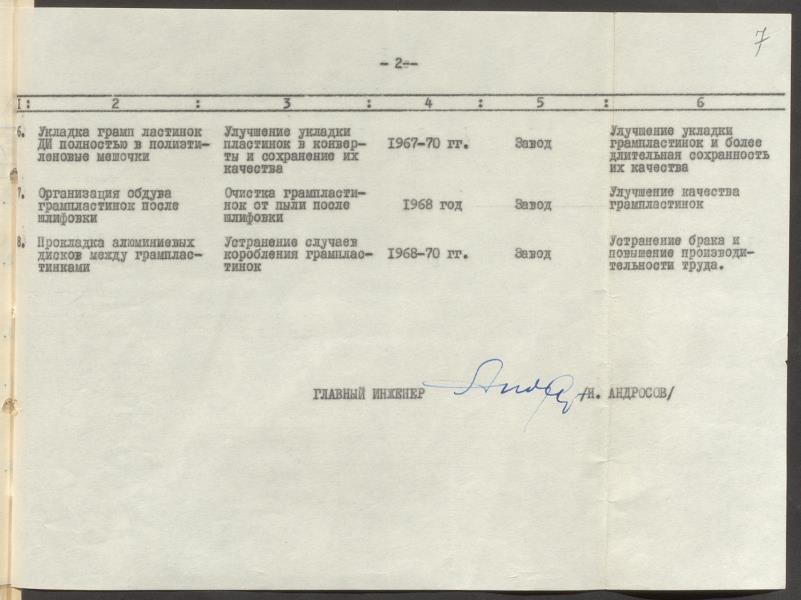 7
- 2 --
1: 2 : 3 : 4 : 5 : 6
6. Укладка грамп ластинок
ДИ полностью в полиэти-
леновые мешочки
Улучшение укладки
пластинок в конвер-
ты и сохранение их
качества
1967-70 гг.
Завод
Улучшение укладки
грампластинок и более
длительная сохранность
их качества
7. Организация обдува
грампластинок после
шлифовки
Очистка грампласти-
нок от пыли после
шлифовки
1968 год
Завод
Улучшение качества
грампластинок
8. Прокладка алюминиевых
дисков между грамплас-
тинками
Устранение случаев
коробления грамплас-
тинок
1968-70 гг.
Завод
Устранение брака и
повышение производи-
тельности труда.
ГЛАВНЫЙ ИНЖЕНЕР /Н. АНДРОСОВ/